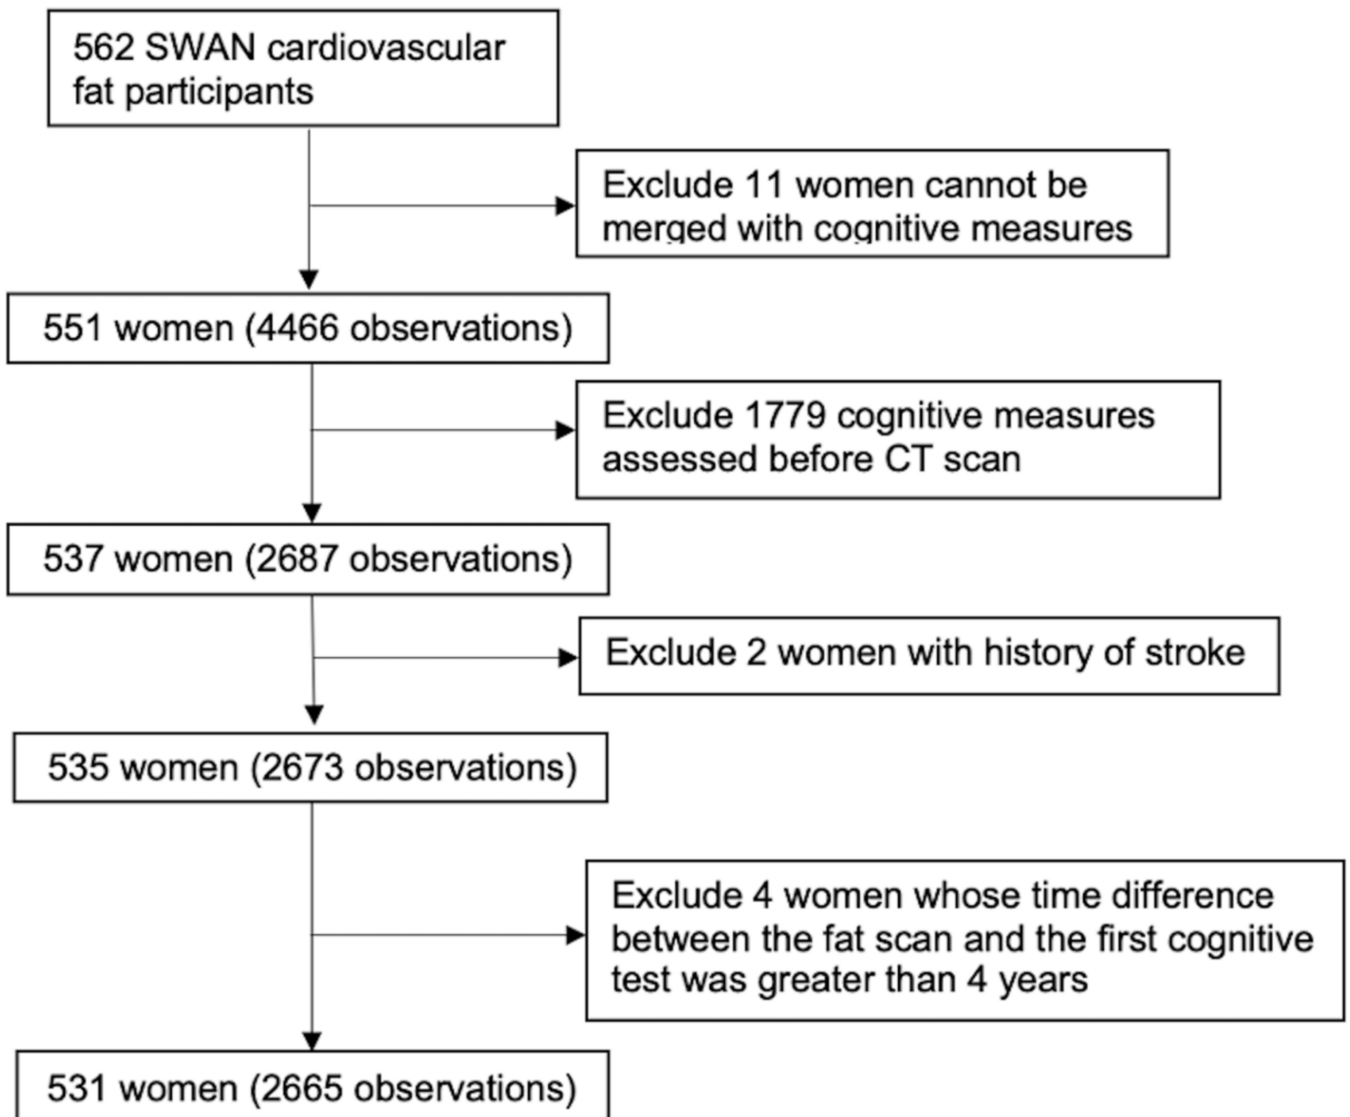 562 SWAN cardiovascular
fat participants
Exclude 11 women cannot be
merged with cognitive measures
551 women (4466 observations)
Exclude 1779 cognitive measures
assessed before CT scan
537 women (2687 observations)
Exclude 2 women with history of stroke
535 women (2673 observations)
Exclude 4 women whose time difference
between the fat scan and the first cognitive
test was greater than 4 years
531 women (2665 observations)